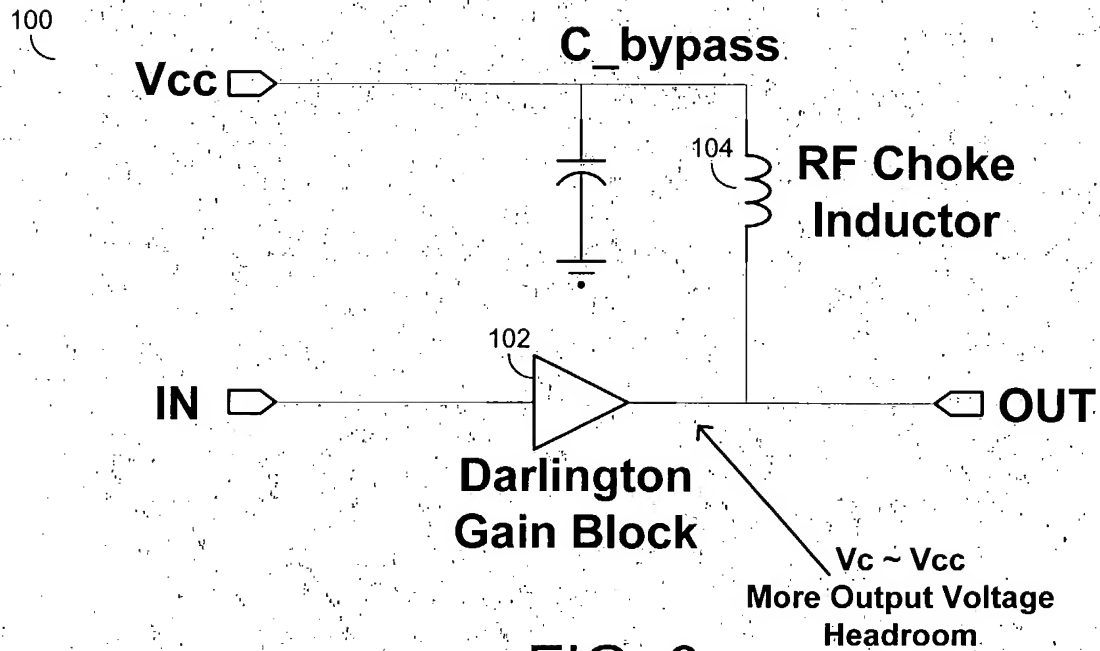 100
C_bypass
Vcc
104
RF Choke
Inductor
102
IN
OUT
Darlington
Gain Block
Vc ~ Vcc
More Output Voltage
Headroom